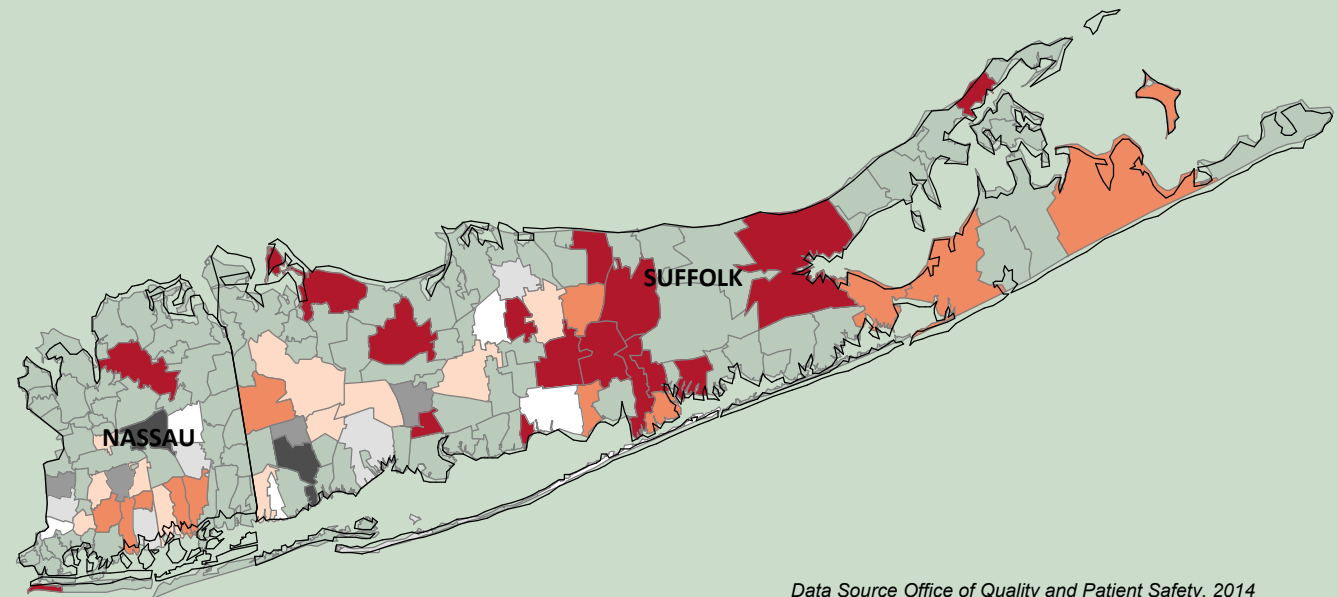 SUFFOLK
NASSAU
Data Source Office of Quality and Patient Safety, 2014